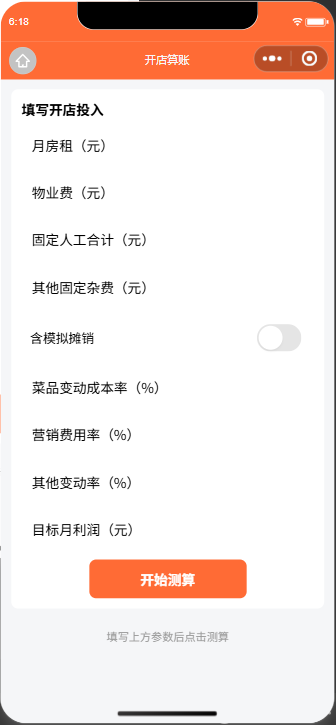 6:18
开店算账
填写开店投入
月房租（元）
物业费（元）
固定人工合计（元）
其他固定杂费（元）
含模拟摊销
菜品变动成本率（%）
营销费用率（%）
其他变动率（%）
目标月利润（元）
开始测算
填写上方参数后点击测算